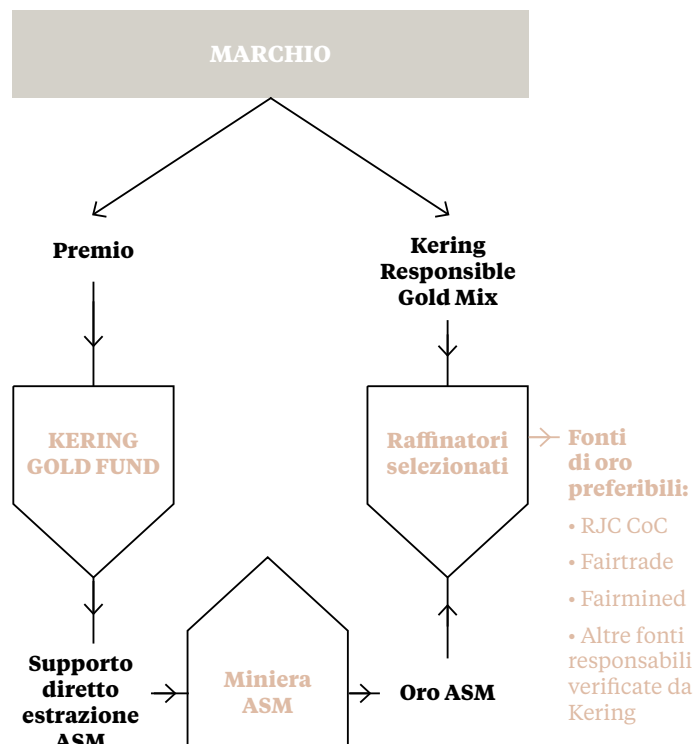 MARCHIO
Premio
Kering
Responsible
Gold Mix
KERING
GOLD FUND
Raffinatori
selezionati
Fonti
di oro
preferibili:
• RJC CoC
• Fairtrade
• Fairmined
• Altre fonti
responsabili
verificate da
Kering
Supporto
diretto
estrazione
ASM
Miniera
ASM
Oro ASM